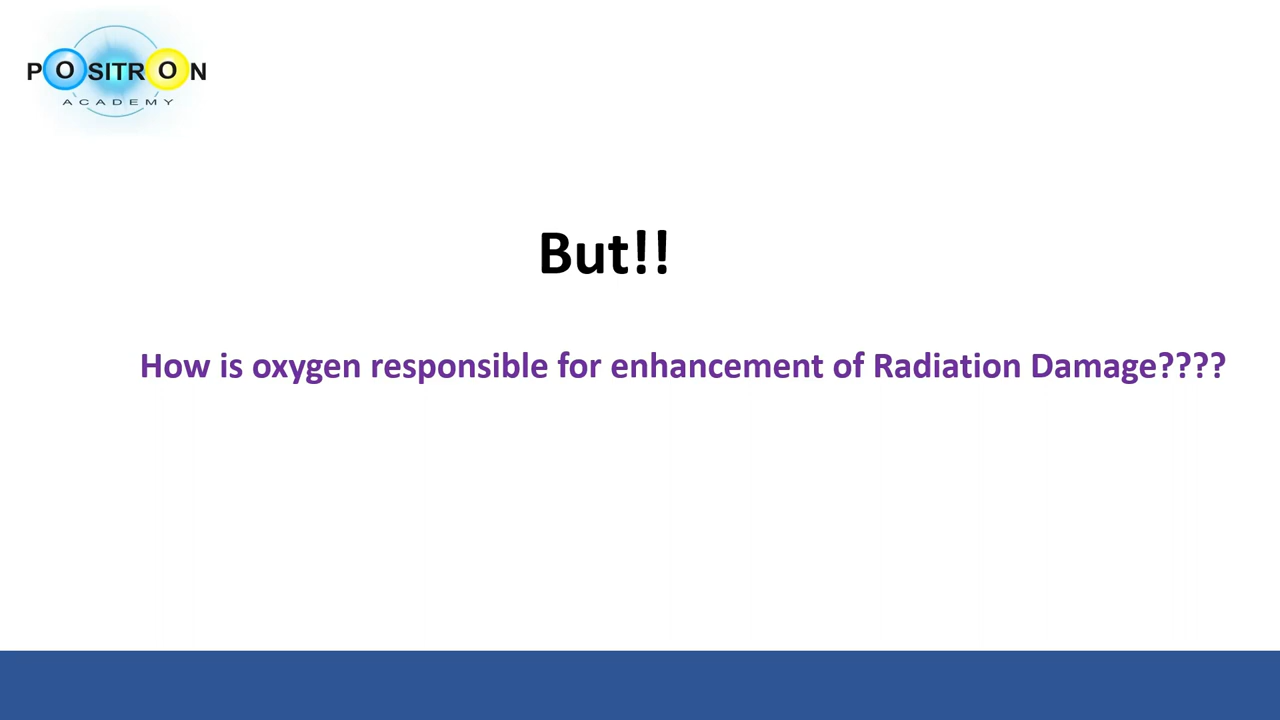 POSITRON
ACADEMY
But!!
How is oxygen responsible for enhancement of Radiation Damage????